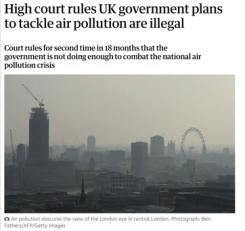 High court rules UK government plans
to tackle air pollution are illegal
Court rules for second time in 18 months that the
government is not doing enough to combat the national air
pollution crisis
Air pollution obscures the view of the London eye in central London. Photograph: Ben
Fathers/AFP/Getty Images